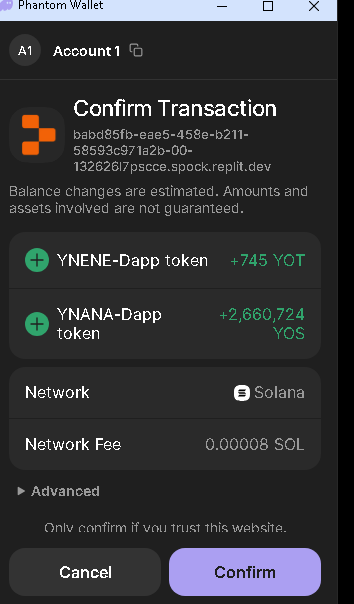 Phantom Wallet
A1 Account 1
Confirm Transaction
babd85fb-eae5-458e-b211-
58593c971a2b-00-
132626l7pscce.spock.replit.dev
Balance changes are estimated. Amounts and
assets involved are not guaranteed.
YNENE-Dapp token +745 YOT
YNANA-Dapp +2,660,724
token YOS
Network Solana
Network Fee 0.00008 SOL
Advanced
Only confirm if you trust this website.
Cancel Confirm